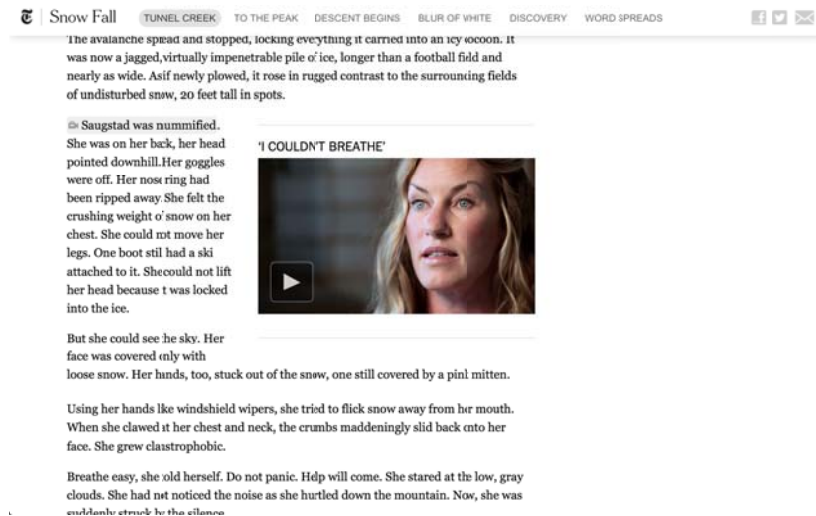 Snow Fall TUNNEL CREEK TO THE PEAK DESCENT BEGINS BLUR OF WHITE DISCOVERY WORD SPREADS
The avalanche spread and stopped, locking everything it carried into an icy cocoon. It
was now a jagged,virtually impenetrable pile of ice, longer than a football field and
nearly as wide. Asif newly plowed, it rose in rugged contrast to the surrounding fields
of undisturbed snow, 20 feet tall in spots.
Saugstad was nummified.
She was on her back, her head
pointed downhill.Her goggles
were off. Her nose ring had
been ripped away.She felt the
crushing weight of snow on her
chest. She could not move her
legs. One boot still had a ski
attached to it. Shecould not lift
her head because t was locked
into the ice.
'I COULDN'T BREATHE'
But she could see he sky. Her
face was covered only with
loose snow. Her hands, too, stuck out of the snow, one still covered by a pink mitten.
Using her hands like windshield wipers, she tried to flick snow away from her mouth.
When she clawed at her chest and neck, the crumbs maddeningly slid back onto her
face. She grew claustrophobic.
Breathe easy, she told herself. Do not panic. Help will come. She stared at the low, gray
clouds. She had not noticed the noise as she hurtled down the mountain. Now, she was
suddenly struck by the silence.